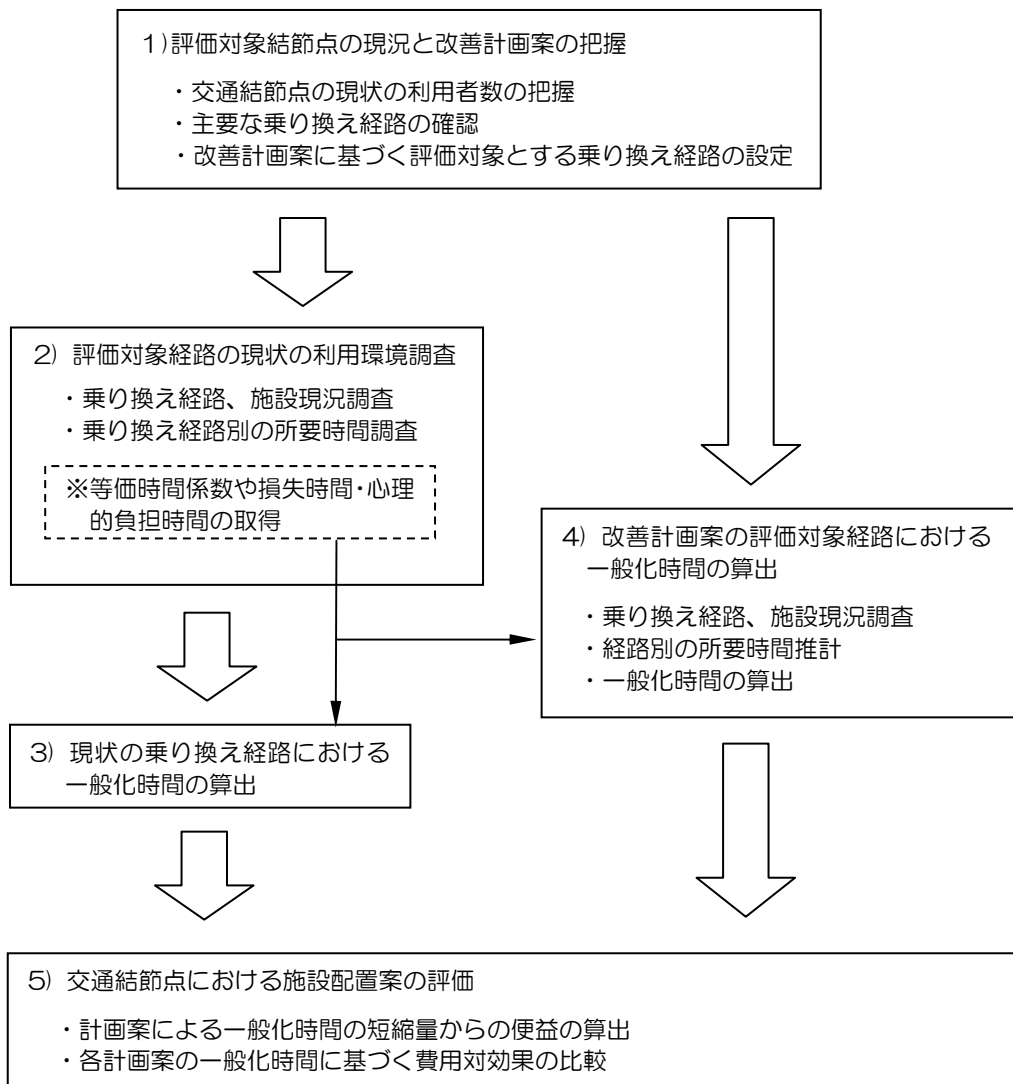 1)評価対象結節点の現況と改善計画案の把握
・交通結節点の現状の利用者数の把握
・主要な乗り換え経路の確認
・改善計画案に基づく評価対象とする乗り換え経路の設定
2) 評価対象経路の現状の利用環境調査
・乗り換え経路、施設現況調査
・乗り換え経路別の所要時間調査
※等価時間係数や損失時間・心理
的負担時間の取得
3) 現状の乗り換え経路における
一般化時間の算出
4) 改善計画案の評価対象経路における
一般化時間の算出
・乗り換え経路、施設現況調査
・経路別の所要時間推計
・一般化時間の算出
5) 交通結節点における施設配置案の評価
・計画案による一般化時間の短縮量からの便益の算出
・各計画案の一般化時間に基づく費用対効果の比較